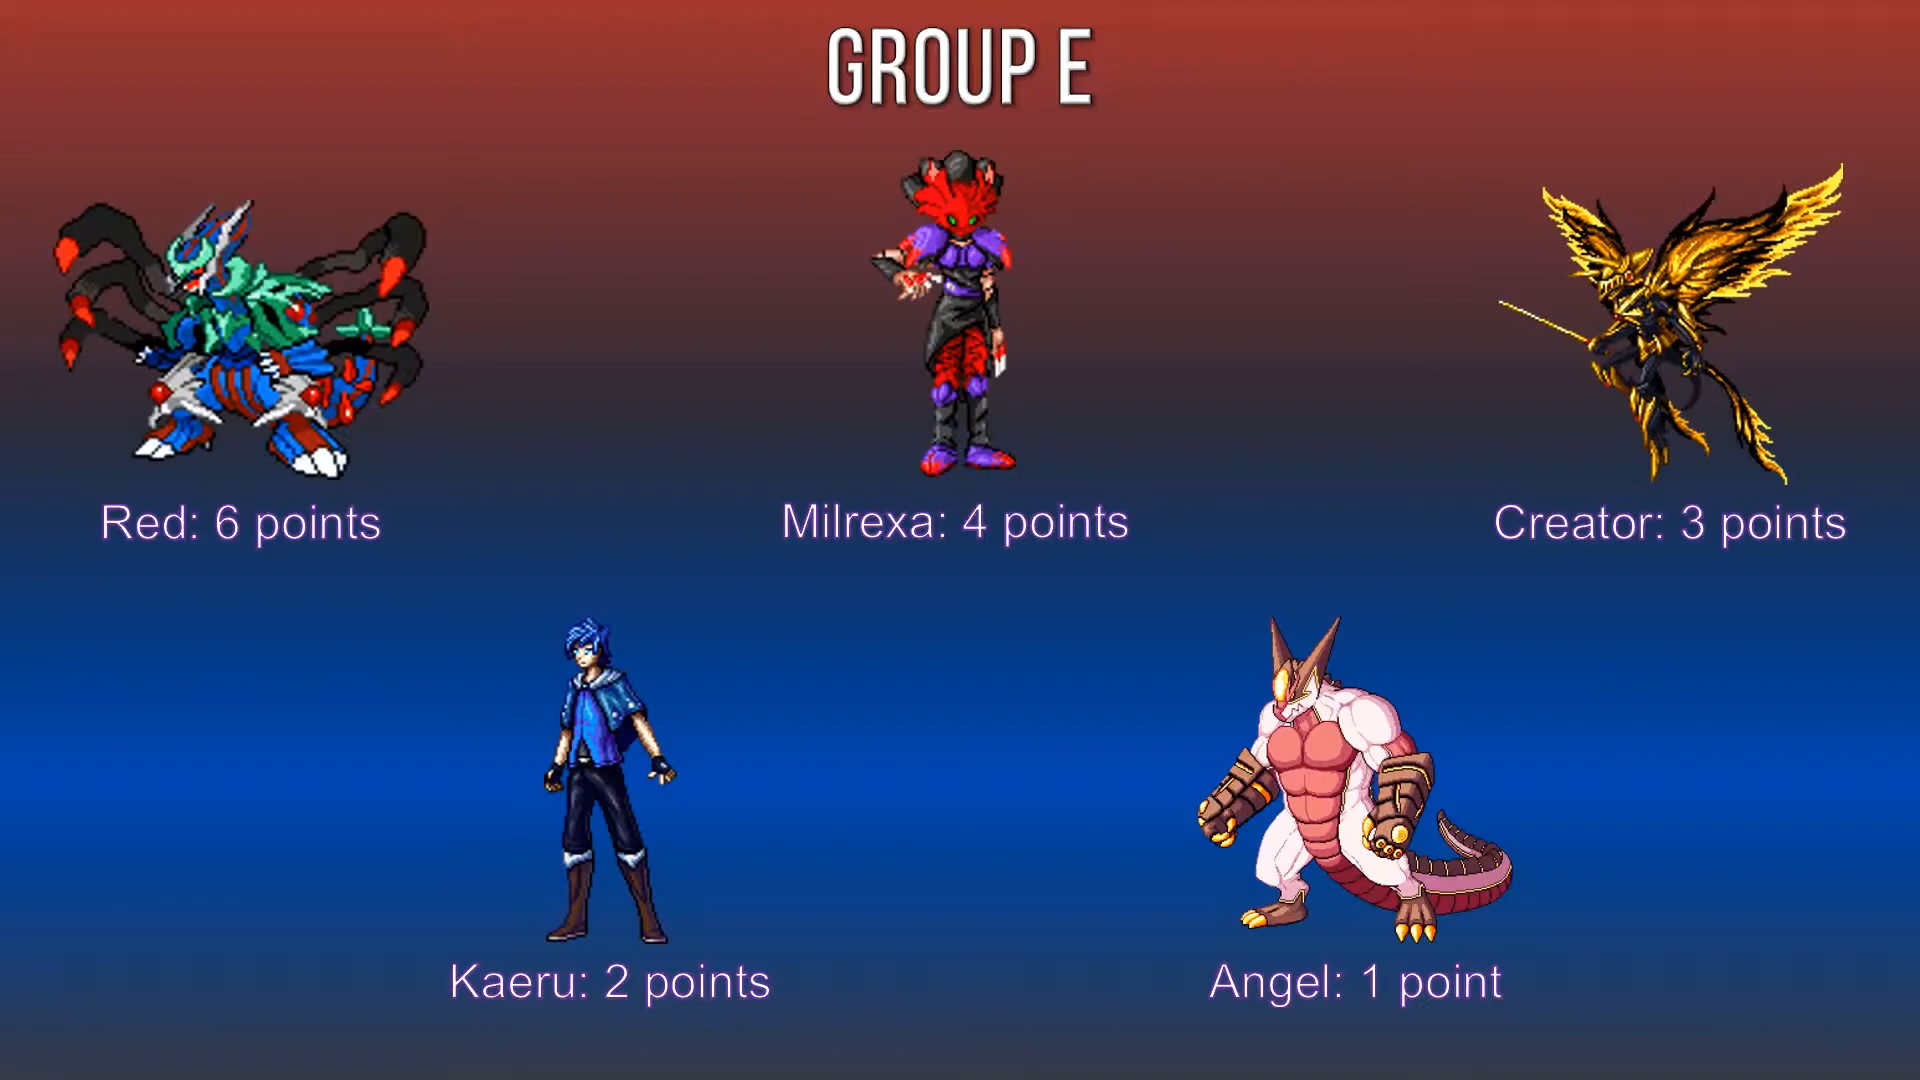 GROUP E
Red: 6 points
Milrexa: 4 points
Creator: 3 points
Kaeru: 2 points
Angel: 1 point